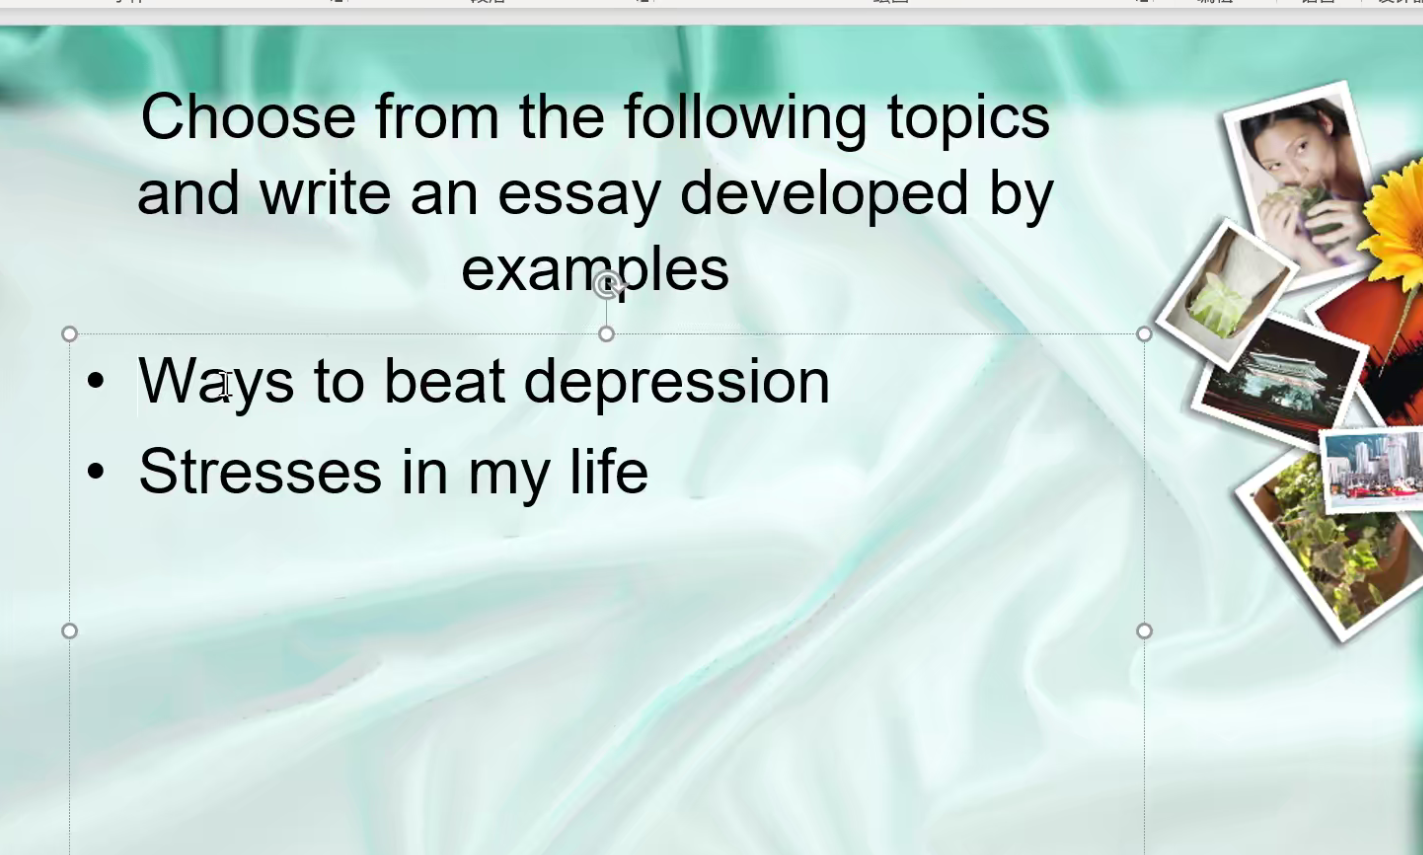 Choose from the following topics
and write an essay developed by
examples
• Ways to beat depression
• Stresses in my life